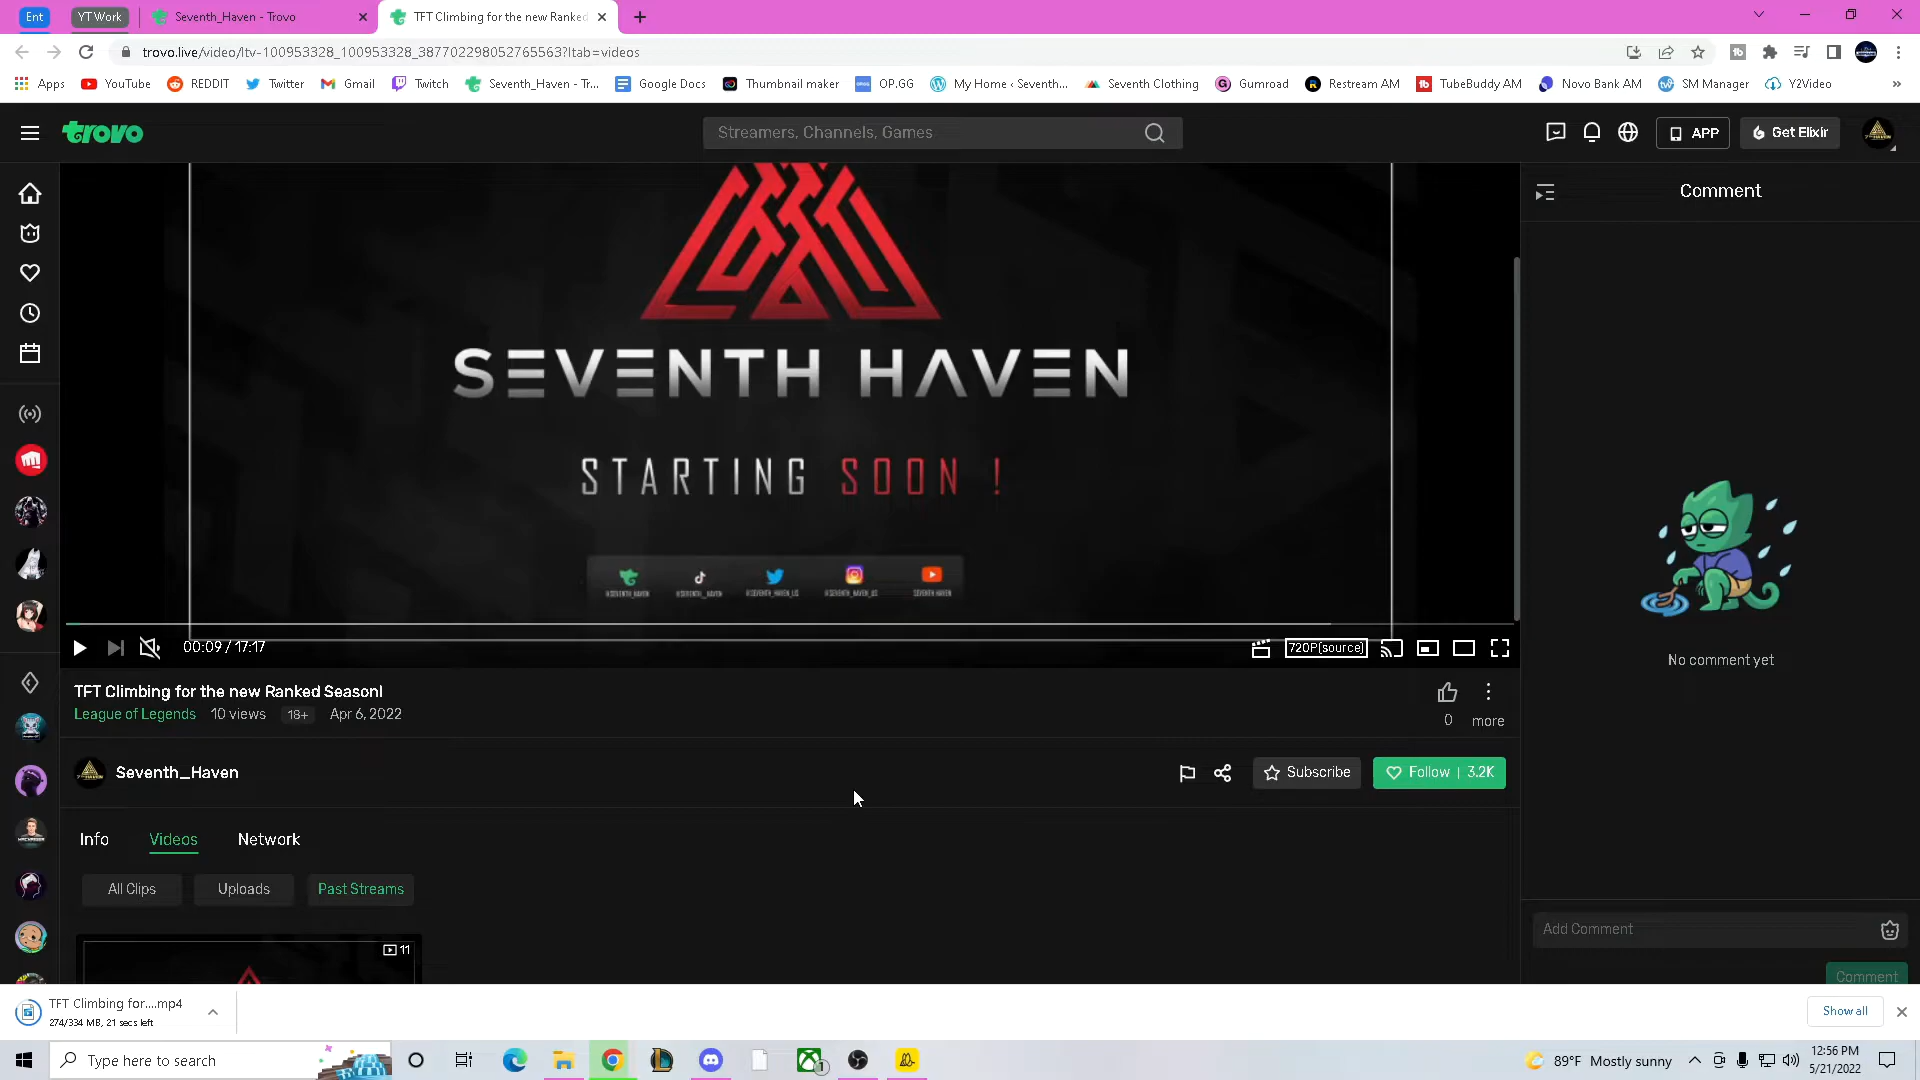 Ent
YT Work
Seventh_Haven - Trovo
TFT Climbing for the new Ranked
trovo.live/video/ltv-100953328_100953328_387702298052765563?ltab=videos
Apps
YouTube
REDDIT
Twitter
Gmail
Twitch
Seventh_Haven - Tr...
Google Docs
Thumbnail maker
OP.GG
My Home ‹ Seventh...
Seventh Clothing
Gumroad
Restream AM
TubeBuddy AM
Novo Bank AM
SM Manager
Y2Video
»
trovo
Streamers, Channels, Games
APP
Get Elixir
Comment
SEVENTH HAVEN
STARTING SOON !
00:09 / 17:17
720P(source)
No comment yet
TFT Climbing for the new Ranked Season!
League of Legends 10 views 18+ Apr 6, 2022
0
more
Seventh_Haven
Subscribe
Follow | 3.2K
Info
Videos
Network
All Clips
Uploads
Past Streams
11
Add Comment
Comment
TFT Climbing for....mp4
274/334 MB, 21 secs left
Show all
Type here to search
1
89°F Mostly sunny
12:56 PM
5/21/2022